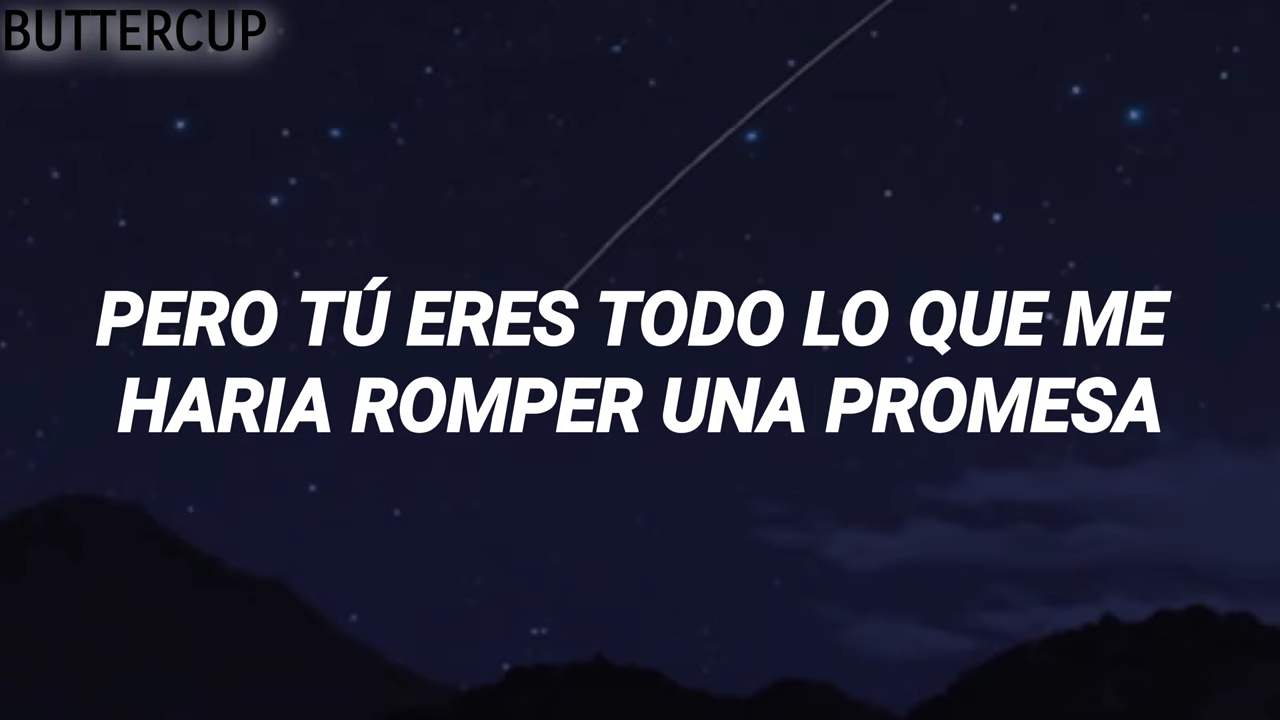 BUTTERCUP
PERO TÚ ERES TODO LO QUE ME
HARIA ROMPER UNA PROMESA